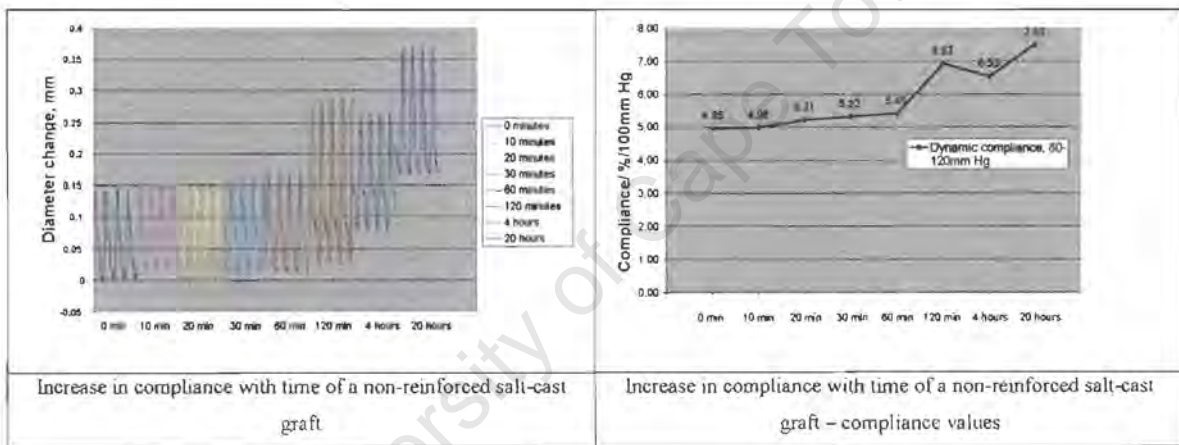 0.4
0.35
0.3
0.25
0.2
0.15
0.1
0.05
0
-0.05
Diameter change, mm
0 min 10 min 20 min 30 min 60 min 120 min 4 hours 20 hours
0 minutes
10 minutes
20 minutes
30 minutes
60 minutes
120 minutes
4 hours
20 hours
Increase in compliance with time of a non-reinforced salt-cast
graft
8.00
7.00
6.00
5.00
4.00
3.00
2.00
1.00
0.00
Compliance/ %/100mm Hg
5.21
Dynamic compliance, 80-
120mm Hg
0 min 10 min 20 min 30 min 60 min 120 min 4 hours 20 hours
Increase in compliance with time of a non-reinforced salt-cast
graft – compliance values
University of Cape To